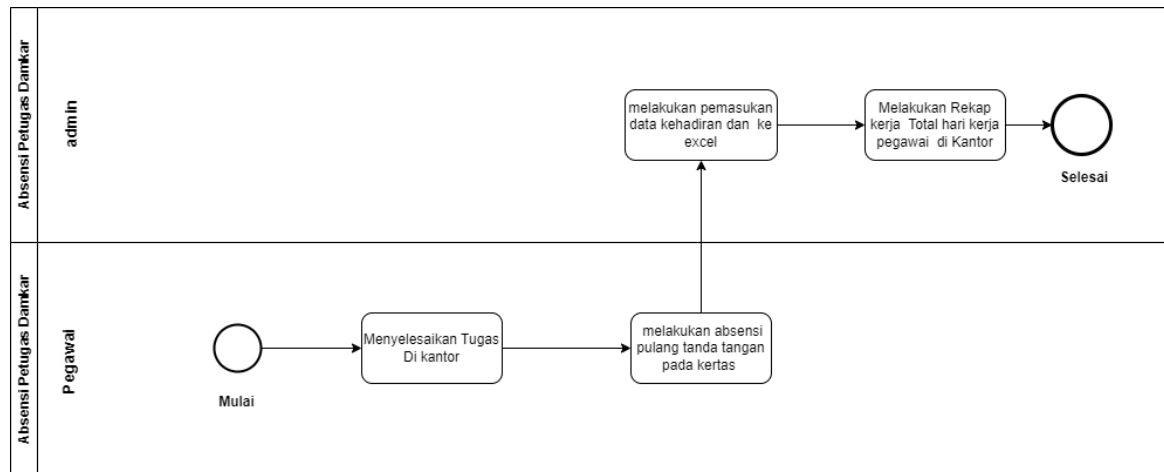 Absensi Petugas Damkar
admin
melakukan pemasukan
data kehadiran dan  ke
excel
Melakukan Rekap
kerja  Total hari kerja
pegawai  di Kantor
Selesai
Absensi Petugas Damkar
Pegawai
Mulai
Menyelesaikan Tugas
Di kantor
melakukan absensi
pulang tanda tangan
pada kertas